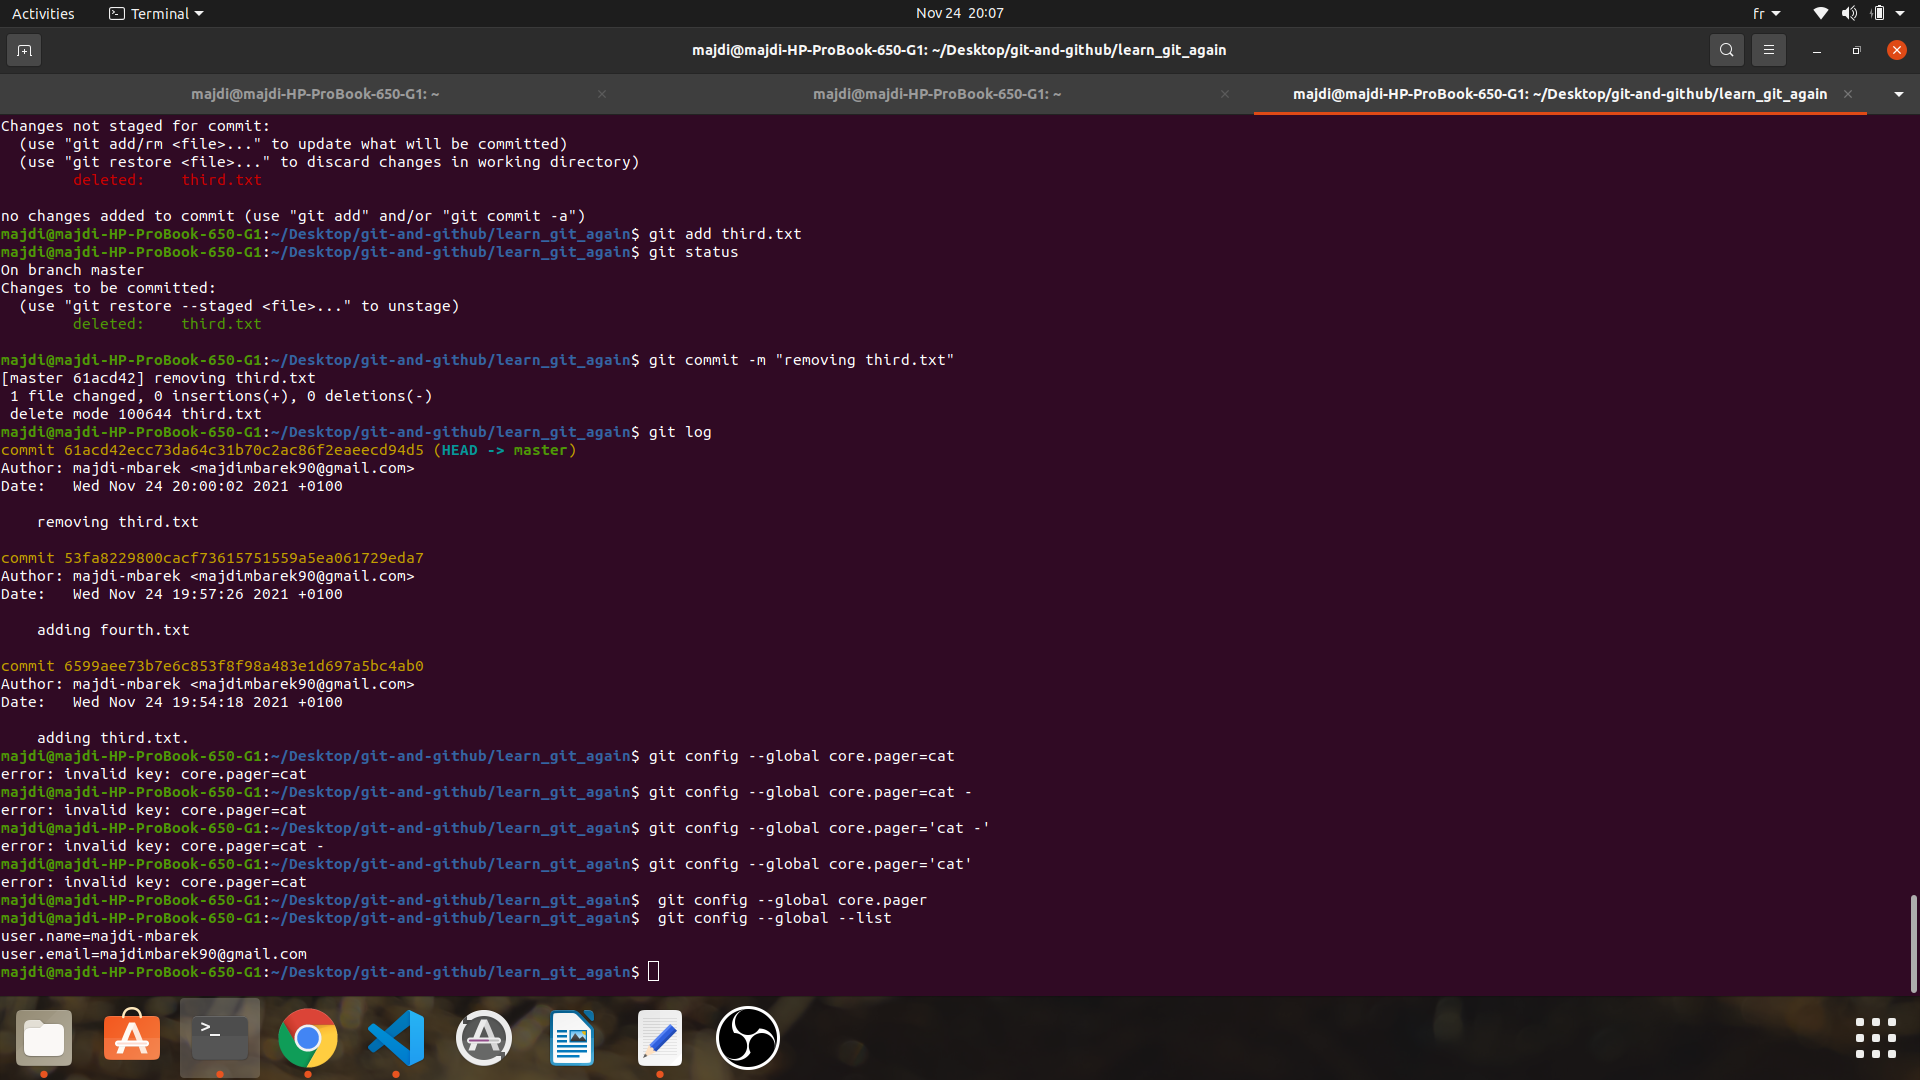 Activities
Terminal
Nov 24 20:07
fr
majdi@majdi-HP-ProBook-650-G1: ~/Desktop/git-and-github/learn_git_again
majdi@majdi-HP-ProBook-650-G1: ~
majdi@majdi-HP-ProBook-650-G1: ~
majdi@majdi-HP-ProBook-650-G1: ~/Desktop/git-and-github/learn_git_again
Changes not staged for commit:
  (use "git add/rm <file>..." to update what will be committed)
  (use "git restore <file>..." to discard changes in working directory)
        deleted:    third.txt
no changes added to commit (use "git add" and/or "git commit -a")
majdi@majdi-HP-ProBook-650-G1:~/Desktop/git-and-github/learn_git_again$ git add third.txt
majdi@majdi-HP-ProBook-650-G1:~/Desktop/git-and-github/learn_git_again$ git status
On branch master
Changes to be committed:
  (use "git restore --staged <file>..." to unstage)
        deleted:    third.txt
majdi@majdi-HP-ProBook-650-G1:~/Desktop/git-and-github/learn_git_again$ git commit -m "removing third.txt"
[master 61acd42] removing third.txt
 1 file changed, 0 insertions(+), 0 deletions(-)
 delete mode 100644 third.txt
majdi@majdi-HP-ProBook-650-G1:~/Desktop/git-and-github/learn_git_again$ git log
commit 61acd42ecc73da64c31b70c2ac86f2eaeecd94d5 (HEAD -> master)
Author: majdi-mbarek <majdimbarek90@gmail.com>
Date:   Wed Nov 24 20:00:02 2021 +0100
    removing third.txt
commit 53fa8229800cacf73615751559a5ea061729eda7
Author: majdi-mbarek <majdimbarek90@gmail.com>
Date:   Wed Nov 24 19:57:26 2021 +0100
    adding fourth.txt
commit 6599aee73b7e6c853f8f98a483e1d697a5bc4ab0
Author: majdi-mbarek <majdimbarek90@gmail.com>
Date:   Wed Nov 24 19:54:18 2021 +0100
    adding third.txt.
majdi@majdi-HP-ProBook-650-G1:~/Desktop/git-and-github/learn_git_again$ git config --global core.pager=cat
error: invalid key: core.pager=cat
majdi@majdi-HP-ProBook-650-G1:~/Desktop/git-and-github/learn_git_again$ git config --global core.pager=cat -
error: invalid key: core.pager=cat
majdi@majdi-HP-ProBook-650-G1:~/Desktop/git-and-github/learn_git_again$ git config --global core.pager='cat -'
error: invalid key: core.pager=cat -
majdi@majdi-HP-ProBook-650-G1:~/Desktop/git-and-github/learn_git_again$ git config --global core.pager='cat'
error: invalid key: core.pager=cat
majdi@majdi-HP-ProBook-650-G1:~/Desktop/git-and-github/learn_git_again$  git config --global core.pager
majdi@majdi-HP-ProBook-650-G1:~/Desktop/git-and-github/learn_git_again$  git config --global --list
user.name=majdi-mbarek
user.email=majdimbarek90@gmail.com
majdi@majdi-HP-ProBook-650-G1:~/Desktop/git-and-github/learn_git_again$